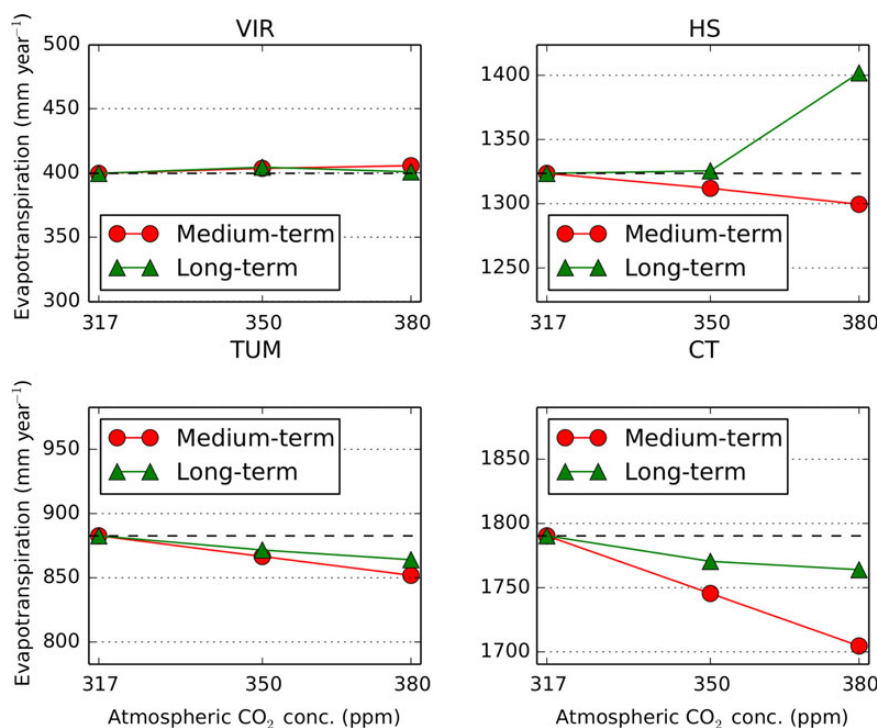 VIR
Evapotranspiration (mm year⁻¹)
500
450
400
350
300
Medium-term
Long-term
317
350
380
HS
1400
1350
1300
1250
Medium-term
Long-term
317
350
380
TUM
Evapotranspiration (mm year⁻¹)
950
900
850
800
Medium-term
Long-term
317
350
380
Atmospheric CO₂ conc. (ppm)
CT
1850
1800
1750
1700
Medium-term
Long-term
317
350
380
Atmospheric CO₂ conc. (ppm)